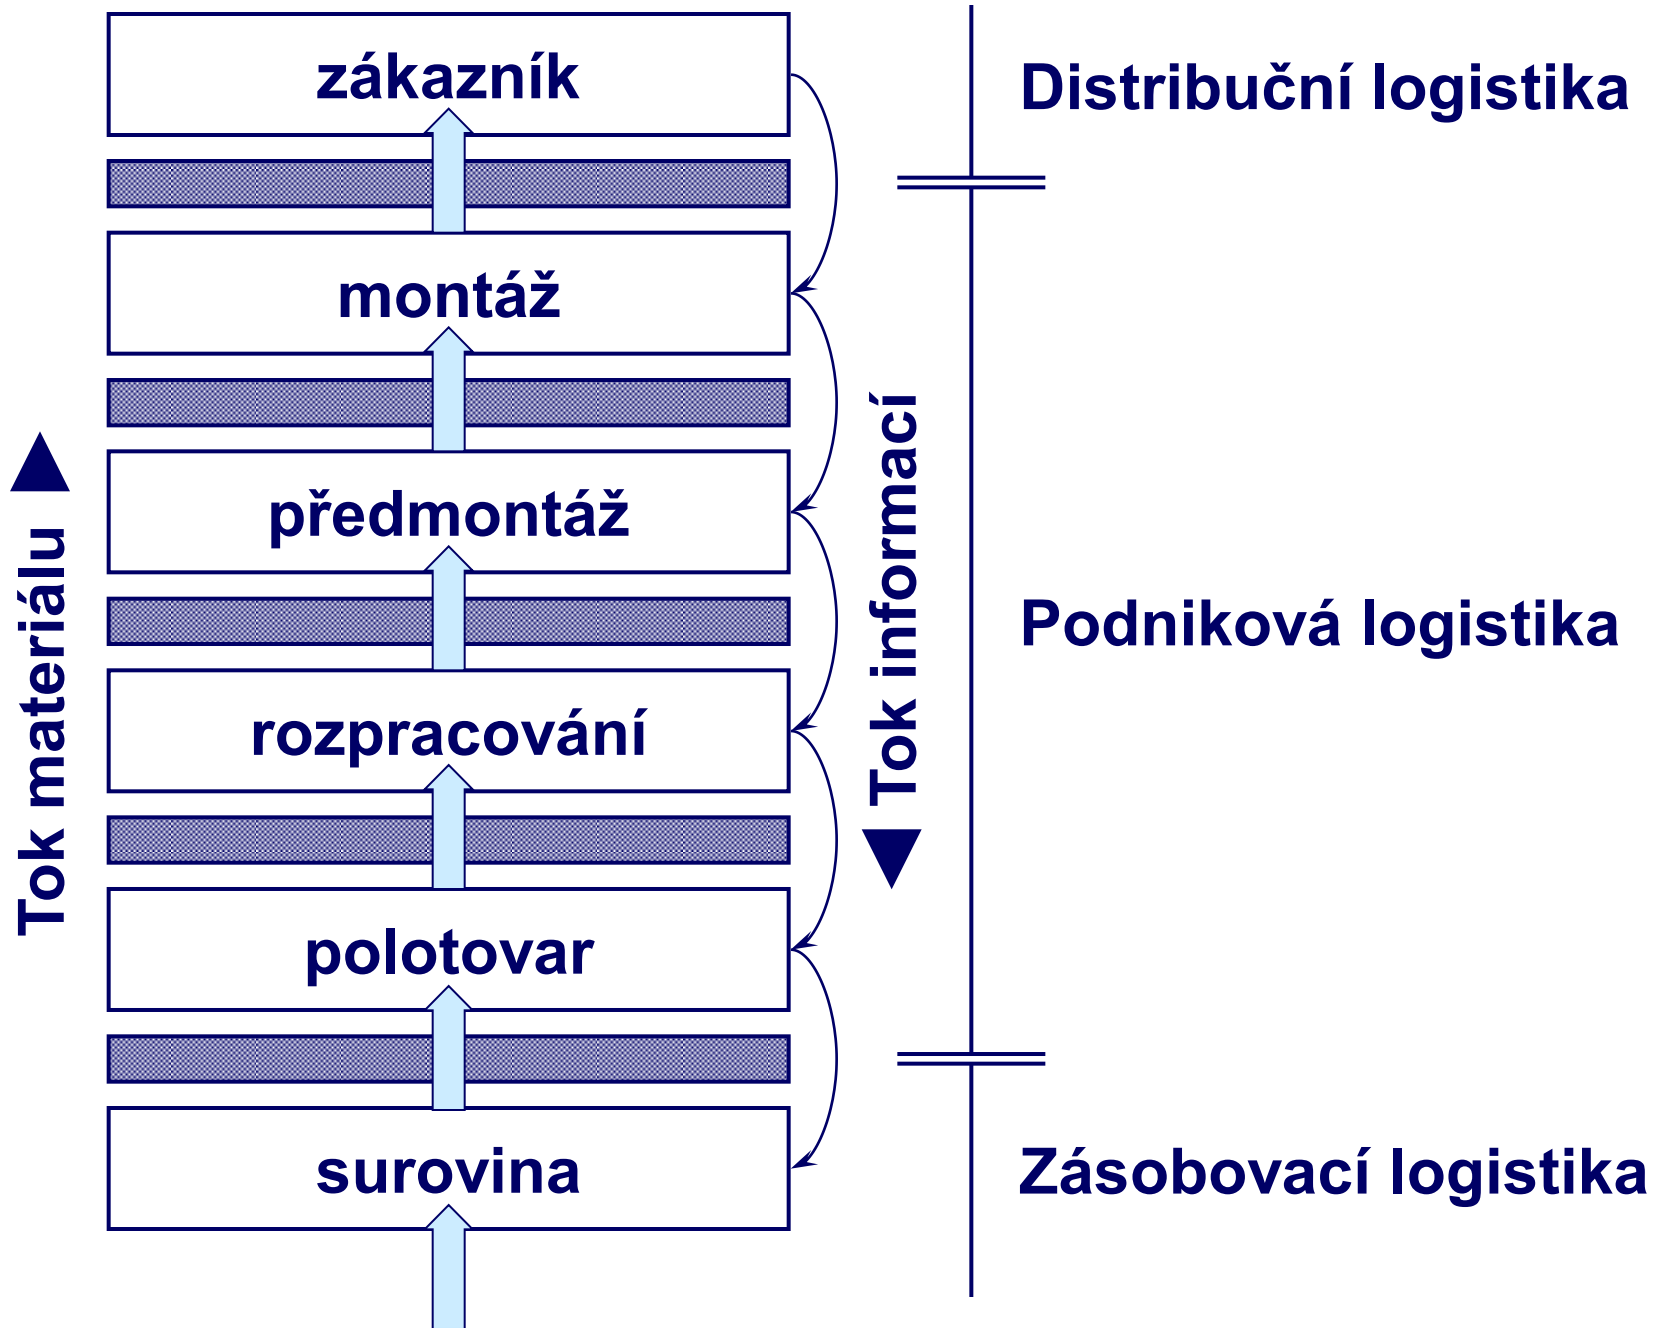 zákazník
montáž
předmontáž
rozpracování
polotovar
surovina
Tok materiálu
Tok informací
Distribuční logistika
Podniková logistika
Zásobovací logistika